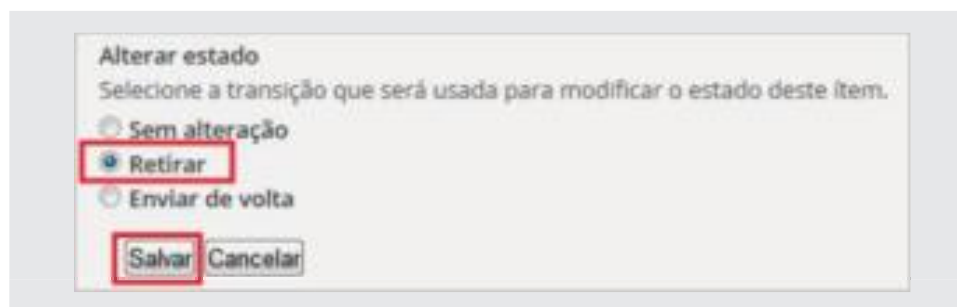 Alterar estado
Selecione a transição que será usada para modificar o estado deste ítem.
Sem alteração
Retirar
Enviar de volta
Salvar Cancelar